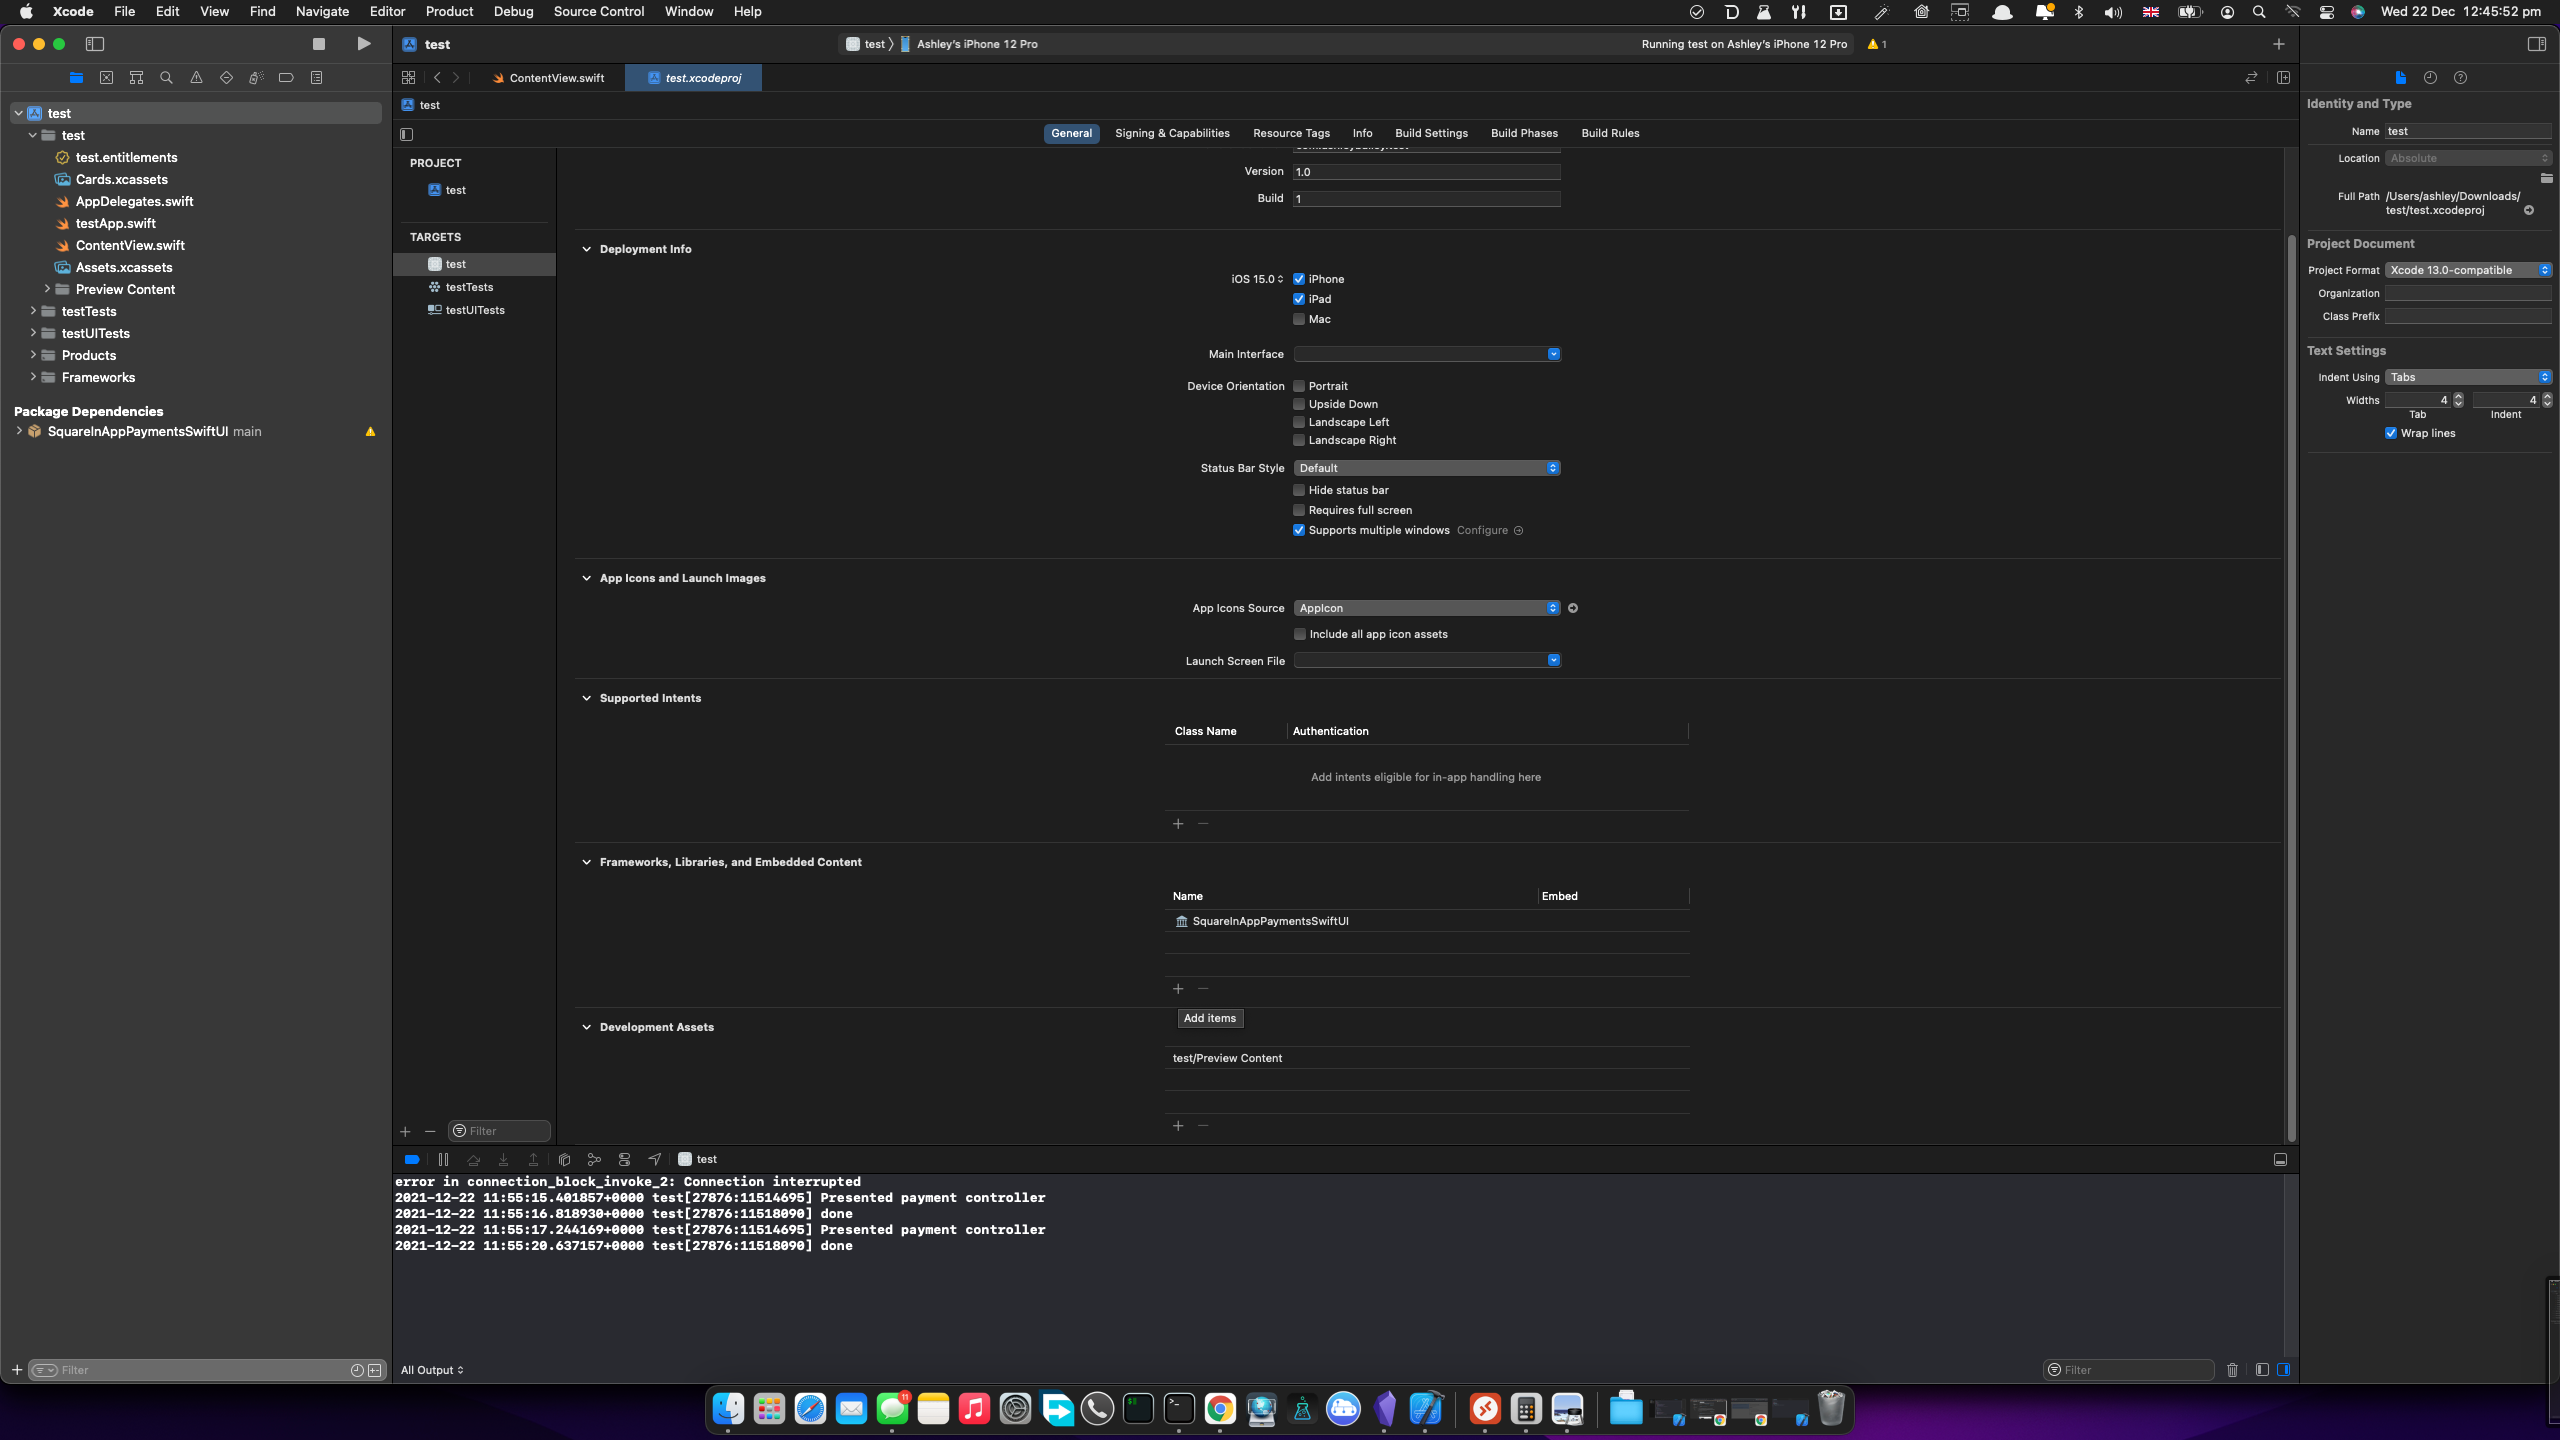 Xcode File Edit View Find Navigate Editor Product Debug Source Control Window Help
Wed 22 Dec 12:45:52 pm
test
test Ashley's iPhone 12 Pro
Running test on Ashley's iPhone 12 Pro
1
ContentView.swift
test.xcodeproj
test
test
test
test.entitlements
Cards.xcassets
AppDelegates.swift
testApp.swift
ContentView.swift
Assets.xcassets
Preview Content
testTests
testUITests
Products
Frameworks
Package Dependencies
SquareInAppPaymentsSwiftUI main
Filter
General Signing & Capabilities Resource Tags Info Build Settings Build Phases Build Rules
PROJECT
test
TARGETS
test
testTests
testUITests
Filter
Version 1.0
Build 1
Deployment Info
iOS 15.0 iPhone
iPad
Mac
Main Interface
Device Orientation Portrait
Upside Down
Landscape Left
Landscape Right
Status Bar Style Default
Hide status bar
Requires full screen
Supports multiple windows Configure
App Icons and Launch Images
App Icons Source AppIcon
Include all app icon assets
Launch Screen File
Supported Intents
Class Name Authentication
Add intents eligible for in-app handling here
Frameworks, Libraries, and Embedded Content
Name Embed
SquareInAppPaymentsSwiftUI
Add items
Development Assets
test/Preview Content
test
error in connection_block_invoke_2: Connection interrupted
2021-12-22 11:55:15.401857+0000 test[27876:11514695] Presented payment controller
2021-12-22 11:55:16.818930+0000 test[27876:11518090] done
2021-12-22 11:55:17.244169+0000 test[27876:11514695] Presented payment controller
2021-12-22 11:55:20.637157+0000 test[27876:11518090] done
All Output
Filter
Identity and Type
Name test
Location Absolute
Full Path /Users/ashley/Downloads/
test/test.xcodeproj
Project Document
Project Format Xcode 13.0-compatible
Organization
Class Prefix
Text Settings
Indent Using Tabs
Widths 4 4
Tab Indent
Wrap lines
11